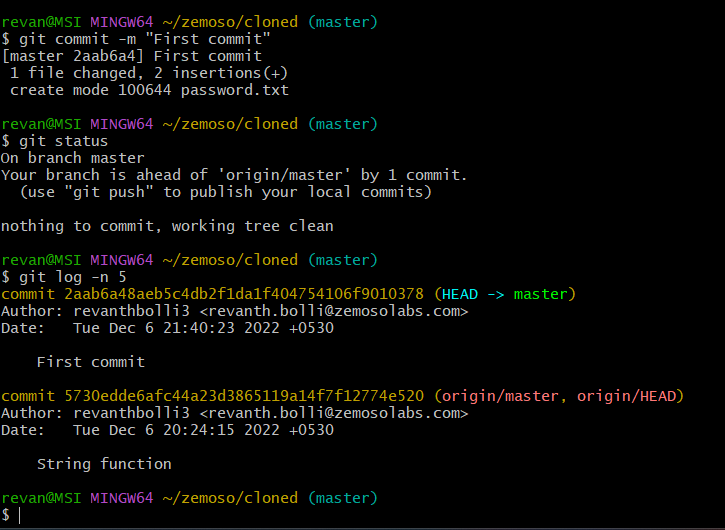 revan@MSI MINGW64 ~/zemoso/cloned (master)
$ git commit -m "First commit"
[master 2aab6a4] First commit
 1 file changed, 2 insertions(+)
 create mode 100644 password.txt

revan@MSI MINGW64 ~/zemoso/cloned (master)
$ git status
On branch master
Your branch is ahead of 'origin/master' by 1 commit.
  (use "git push" to publish your local commits)

nothing to commit, working tree clean

revan@MSI MINGW64 ~/zemoso/cloned (master)
$ git log -n 5
commit 2aab6a48aeb5c4db2f1da1f404754106f9010378 (HEAD -> master)
Author: revanthbolli3 <revanth.bolli@zemosolabs.com>
Date:   Tue Dec 6 21:40:23 2022 +0530

    First commit

commit 5730edde6afc44a23d3865119a14f7f12774e520 (origin/master, origin/HEAD)
Author: revanthbolli3 <revanth.bolli@zemosolabs.com>
Date:   Tue Dec 6 20:24:15 2022 +0530

    String function

revan@MSI MINGW64 ~/zemoso/cloned (master)
$